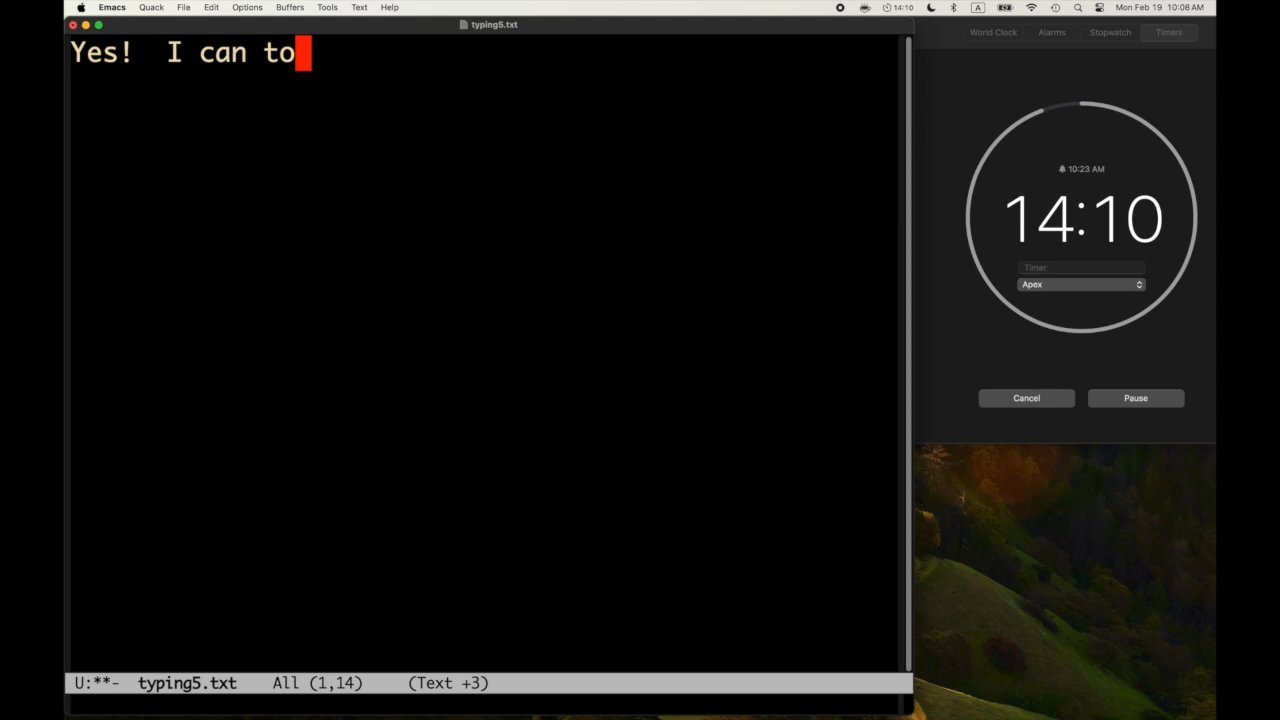 Emacs Quack File Edit Options Buffers Tools Text Help 14:10 A Mon Feb 19 10:08 AM
typing5.txt
World Clock Alarms Stopwatch Timers
Yes!  I can to
10:23 AM
14:10
Timer
Apex
Cancel Pause
U:**-  typing5.txt    All (1,14)    (Text +3)